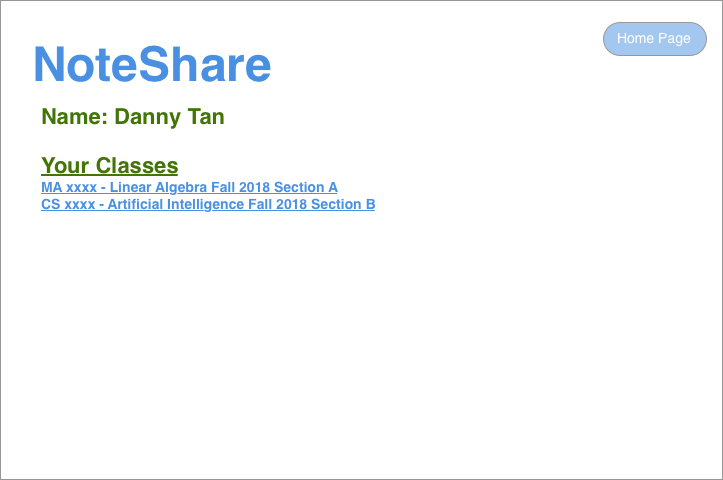 Home Page
NoteShare
Name: Danny Tan
Your Classes
MA xxxx - Linear Algebra Fall 2018 Section A
CS xxxx - Artificial Intelligence Fall 2018 Section B